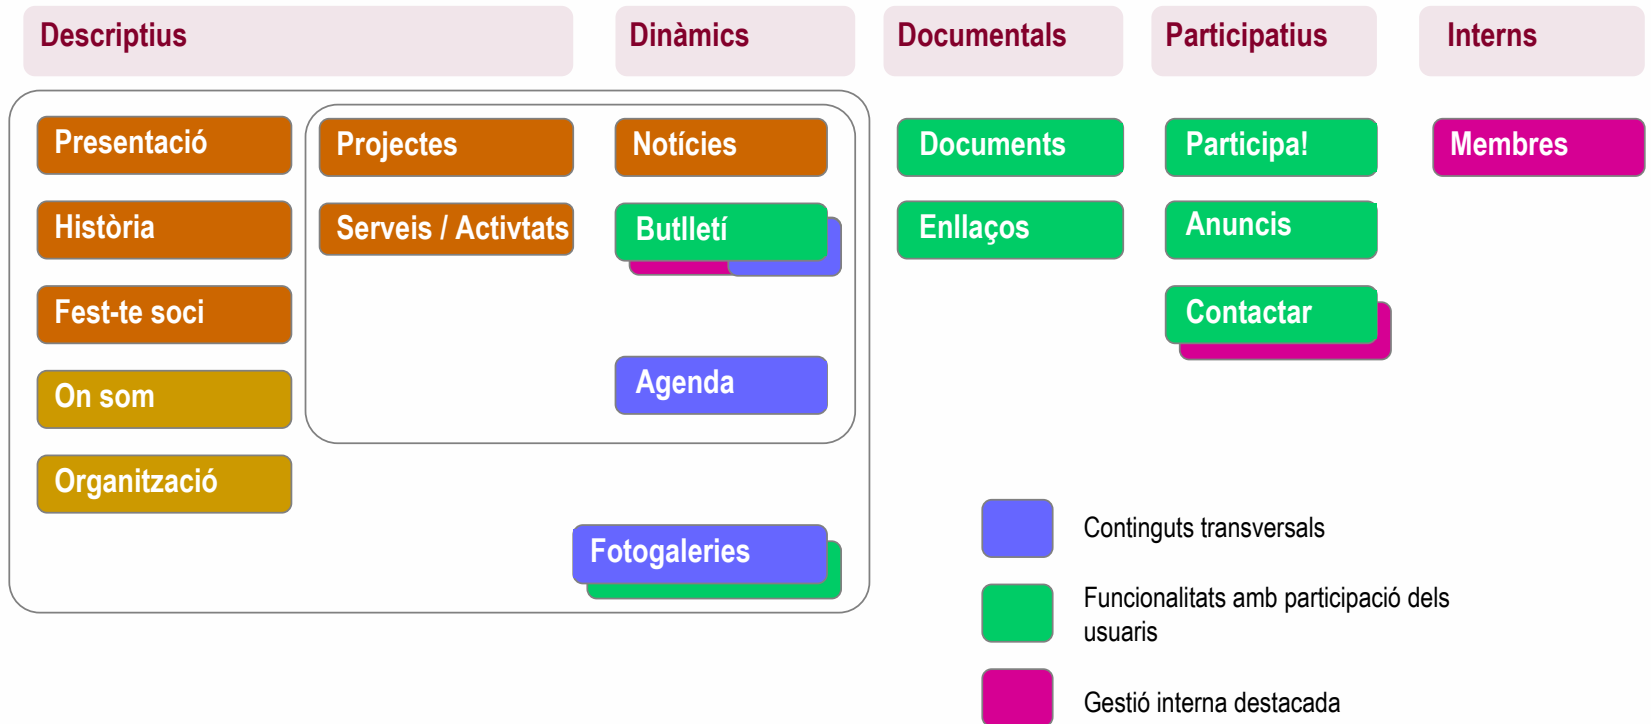 Descriptius
Dinàmics
Documentals
Participatius
Interns
Presentació
Projectes
Notícies
Documents
Participa!
Membres
Història
Serveis / Activtats
Butlletí
Enllaços
Anuncis
Fest-te soci
Contactar
On som
Agenda
Organització
Fotogaleries
Continguts transversals
Funcionalitats amb participació dels
usuaris
Gestió interna destacada